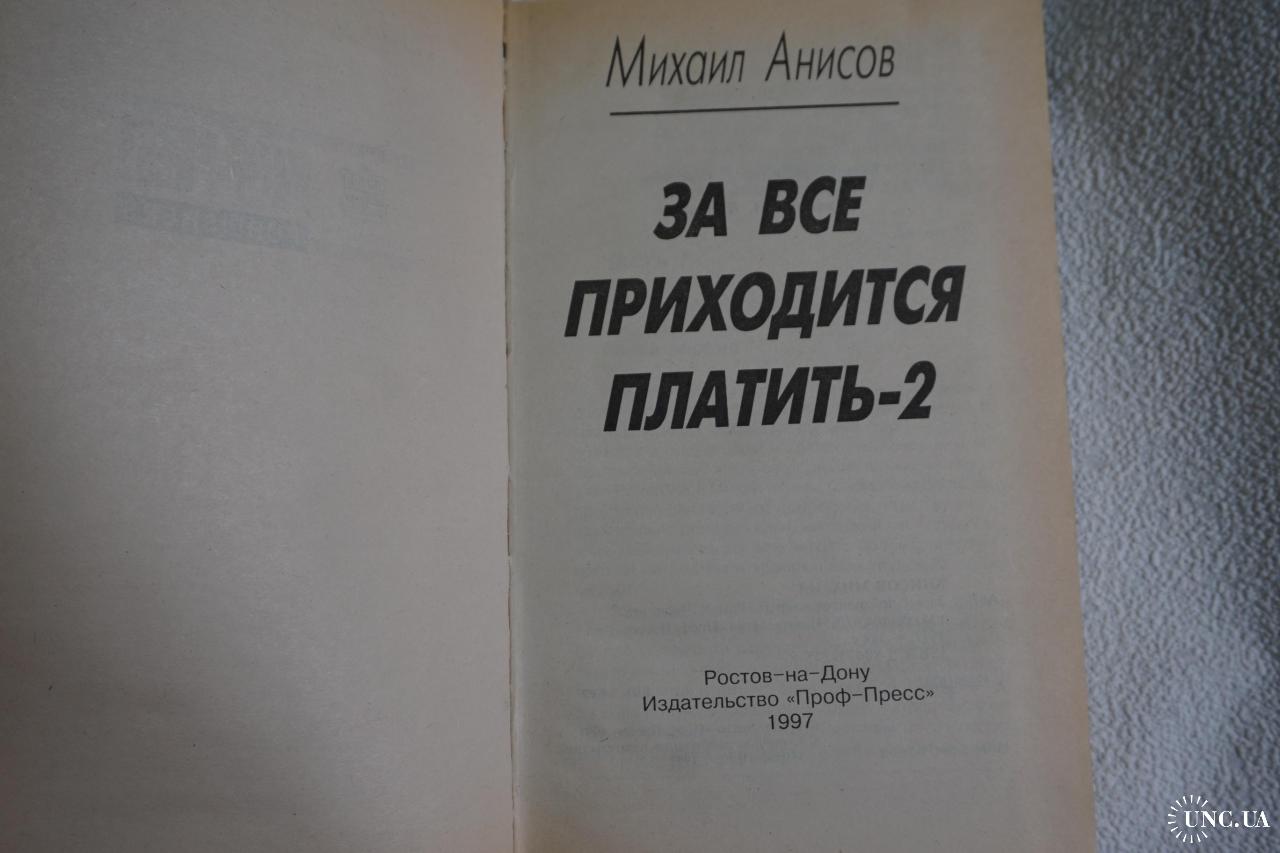 Михаил Анисов
ЗА ВСЕ
ПРИХОДИТСЯ
ПЛАТИТЬ-2
Ростов-на-Дону
Издательство «Проф-Пресс»
1997
UNC.UA